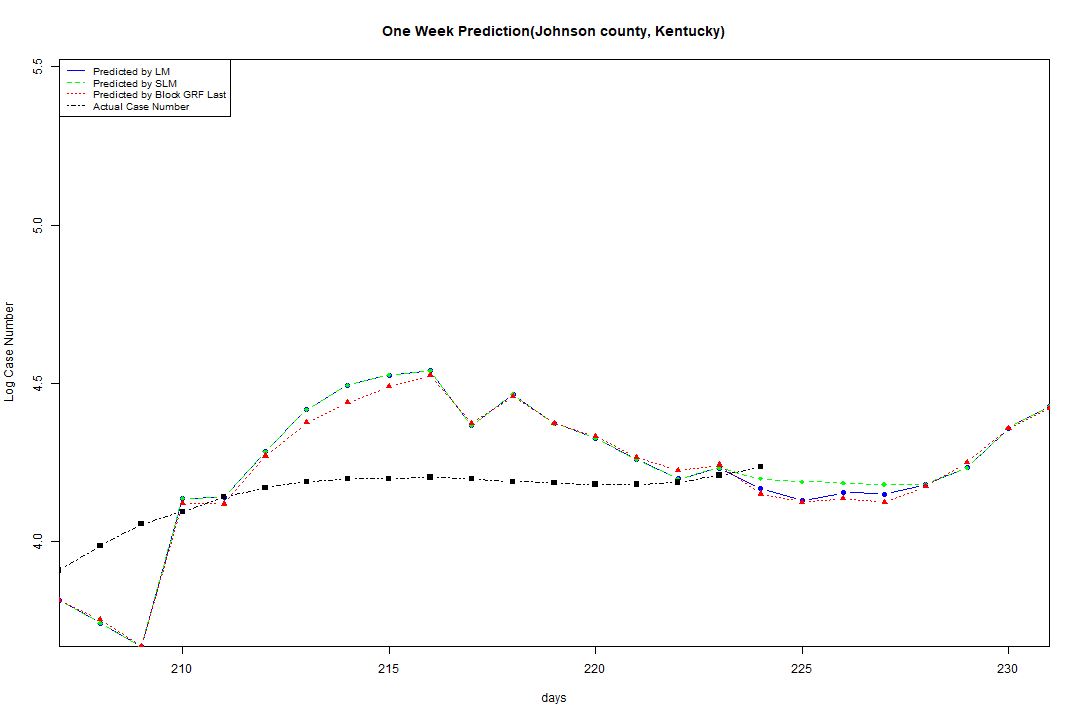 One Week Prediction(Johnson county, Kentucky)
Predicted by LM
Predicted by SLM
Predicted by Block GRF Last
Actual Case Number
5.5
5.0
4.5
4.0
Log Case Number
210
215
220
225
230
days